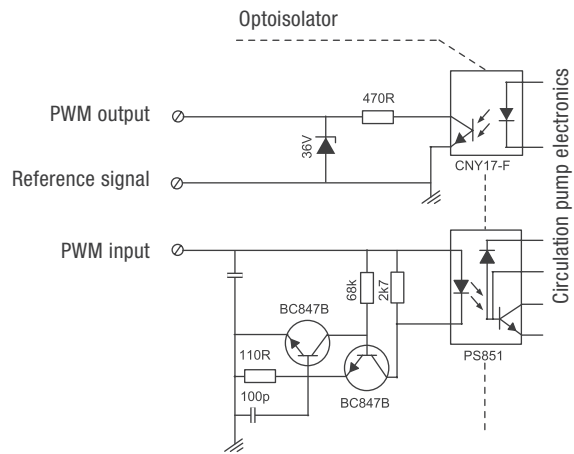 Optoisolator
PWM output
470R
36V
Reference signal
CNY17-F
Circulation pump electronics
PWM input
68k
2k7
BC847B
110R
100p
BC847B
PS851